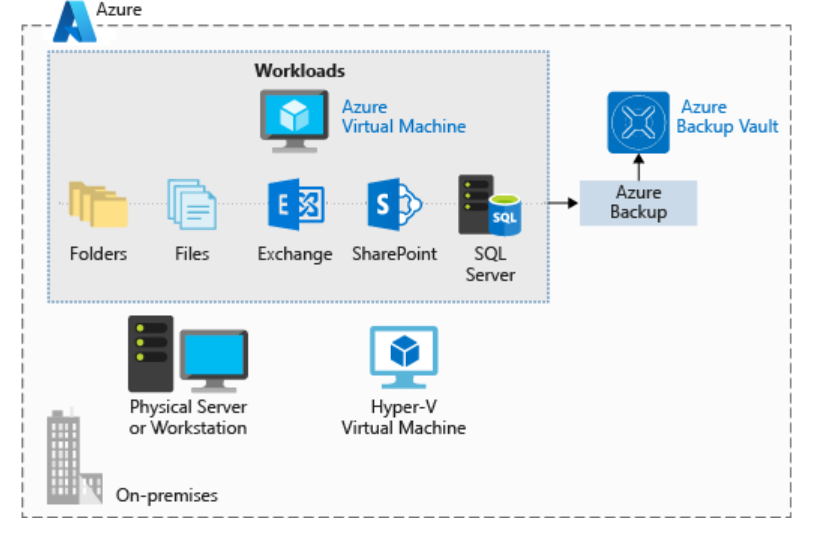 Azure
Workloads
Azure
Virtual Machine
Azure
Backup Vault
E
S
SQL
Azure
Backup
Folders
Files
Exchange
SharePoint
SQL
Server
Physical Server
or Workstation
Hyper-V
Virtual Machine
On-premises